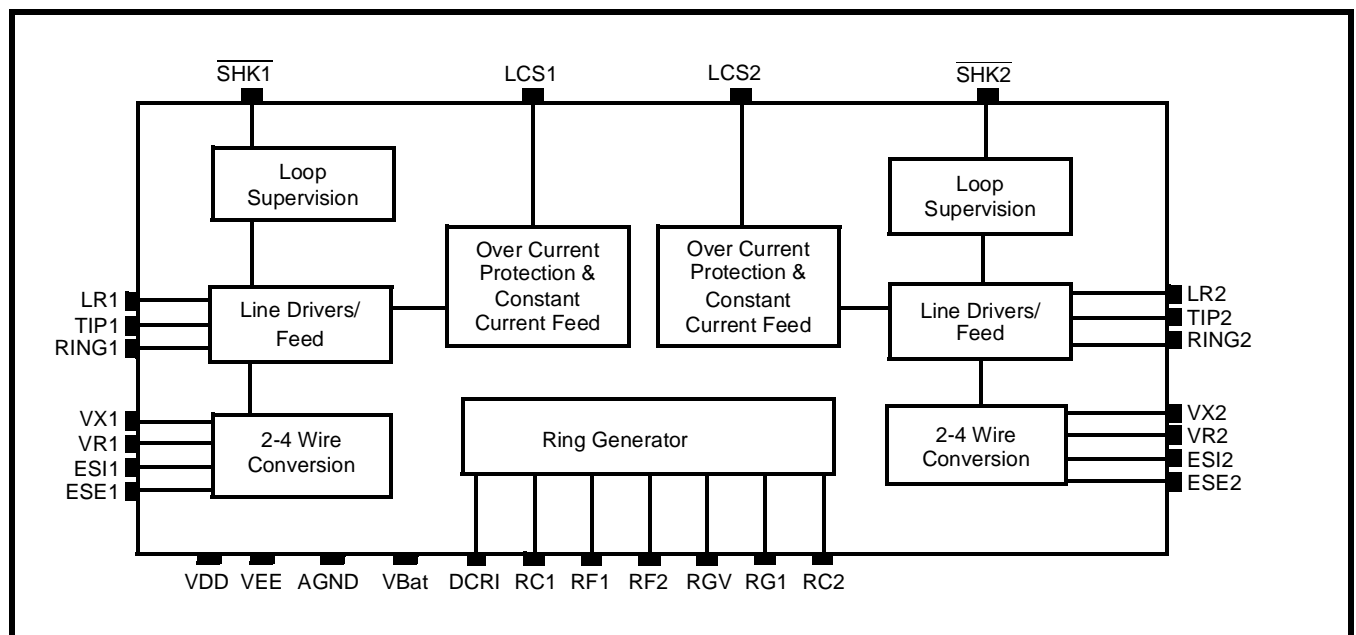 SHK1
LCS1
LCS2
SHK2
Loop
Supervision
Loop
Supervision
Over Current
Protection &
Constant
Current Feed
Over Current
Protection &
Constant
Current Feed
LR1
TIP1
RING1
Line Drivers/
Feed
Line Drivers/
Feed
LR2
TIP2
RING2
VX1
VR1
ESI1
ESE1
2-4 Wire
Conversion
Ring Generator
2-4 Wire
Conversion
VX2
VR2
ESI2
ESE2
VDD
VEE
AGND
VBat
DCRI
RC1
RF1
RF2
RGV
RG1
RC2